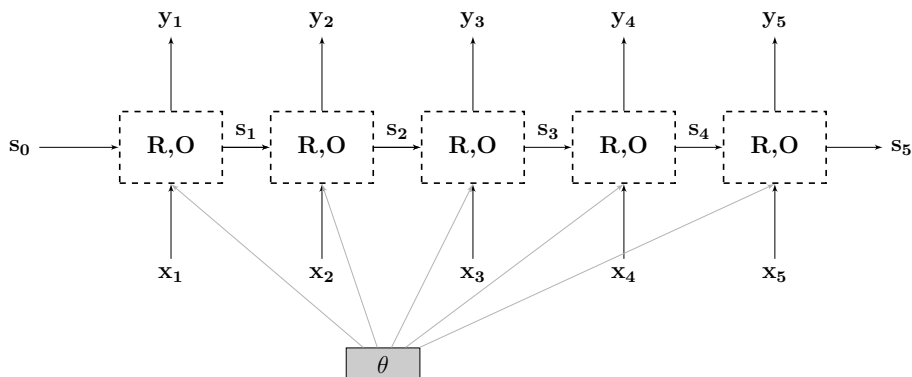 y₁ y₂ y₃ y₄ y₅
s₁ s₂ s₃ s₄
s₀ R,O R,O R,O R,O R,O s₅
x₁ x₂ x₃ x₄ x₅
θ